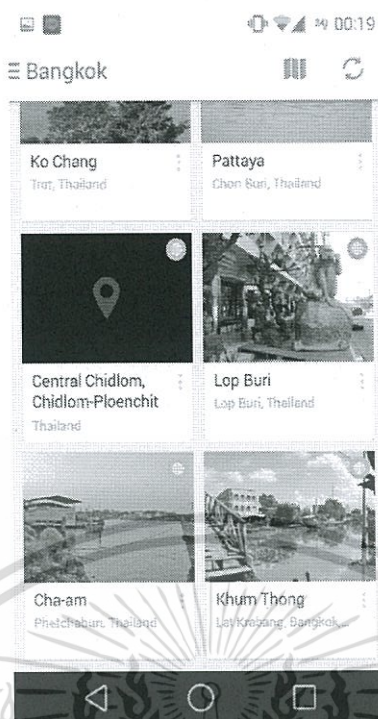 3G 00:19
Bangkok
Ko Chang
Trat, Thailand
Pattaya
Chon Buri, Thailand
Central Chidlom,
Chidlom-Ploenchit
Thailand
Lop Buri
Lop Buri, Thailand
Cha-am
Phetchaburi, Thailand
Khum Thong
Lat Krabang, Bangkok,...